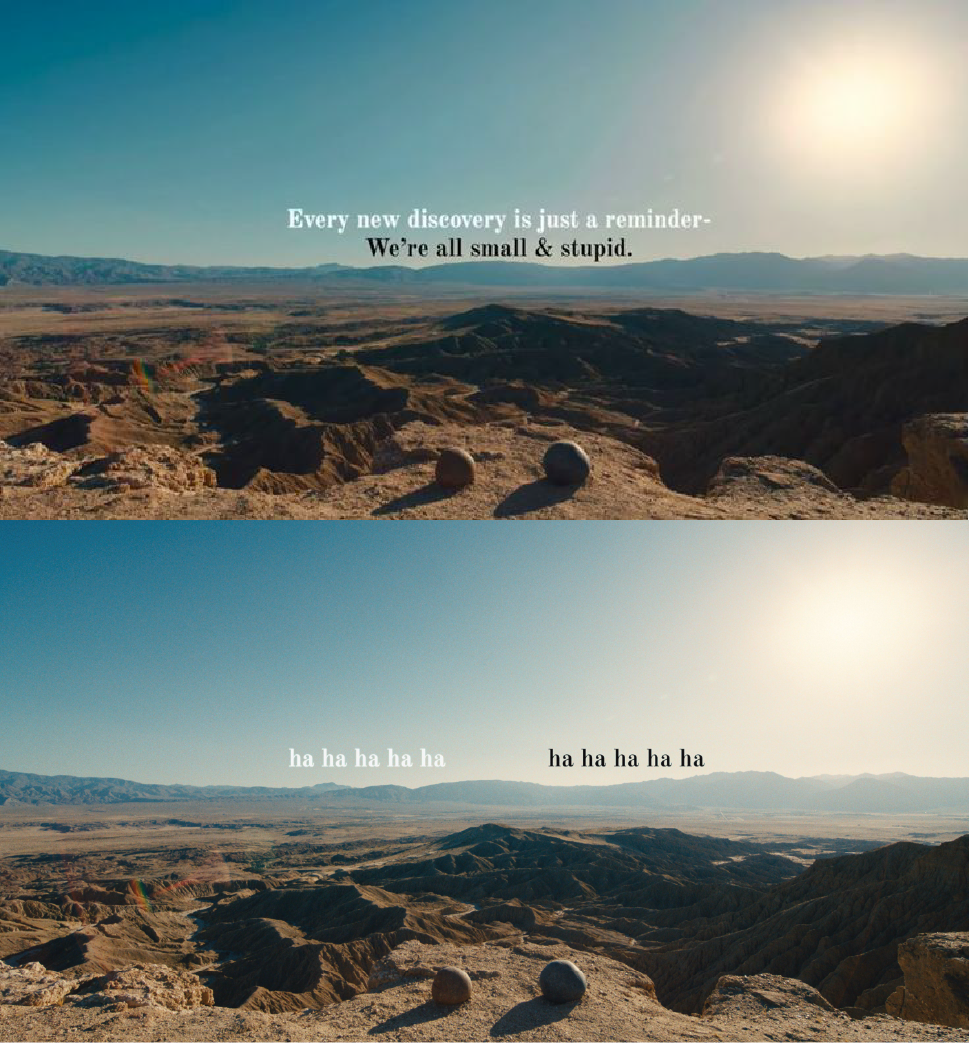 Every new discovery is just a reminder-
We're all small & stupid.
ha ha ha ha ha ha ha ha ha ha